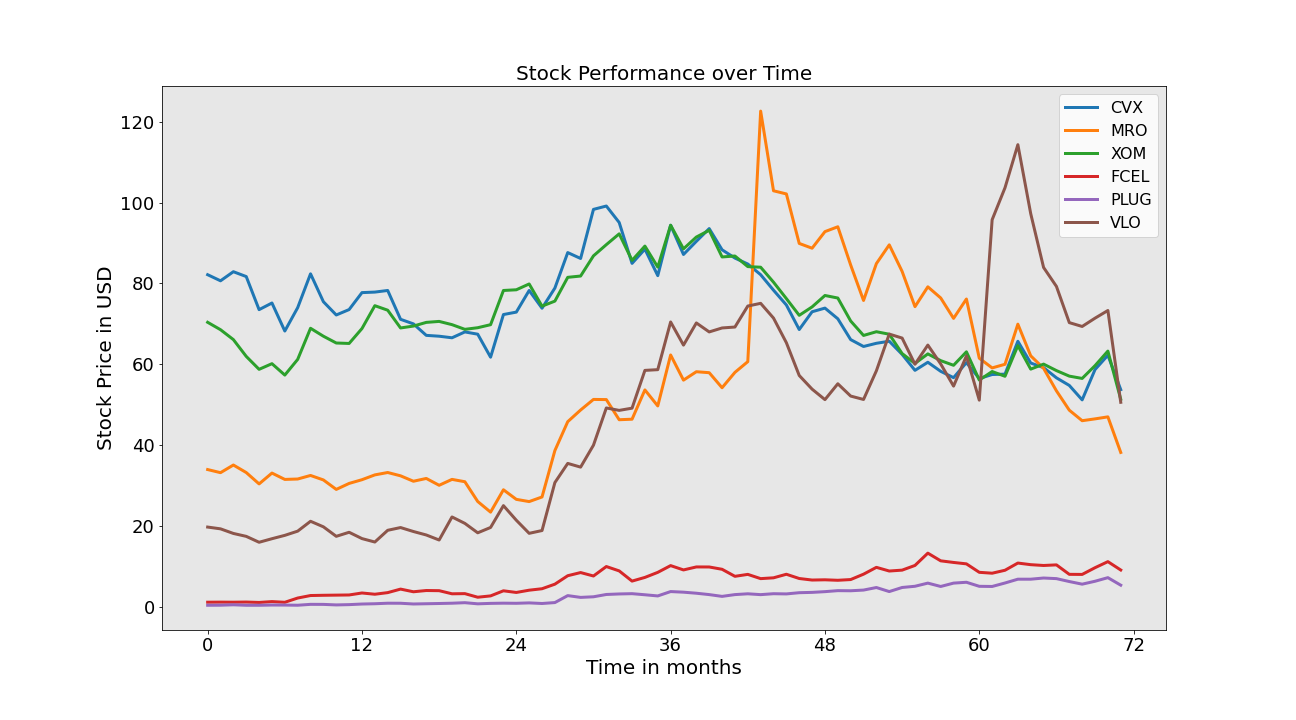 Stock Performance over Time
CVX
MRO
XOM
FCEL
PLUG
VLO
Stock Price in USD
120
100
80
60
40
20
0
0 12 24 36 48 60 72
Time in months